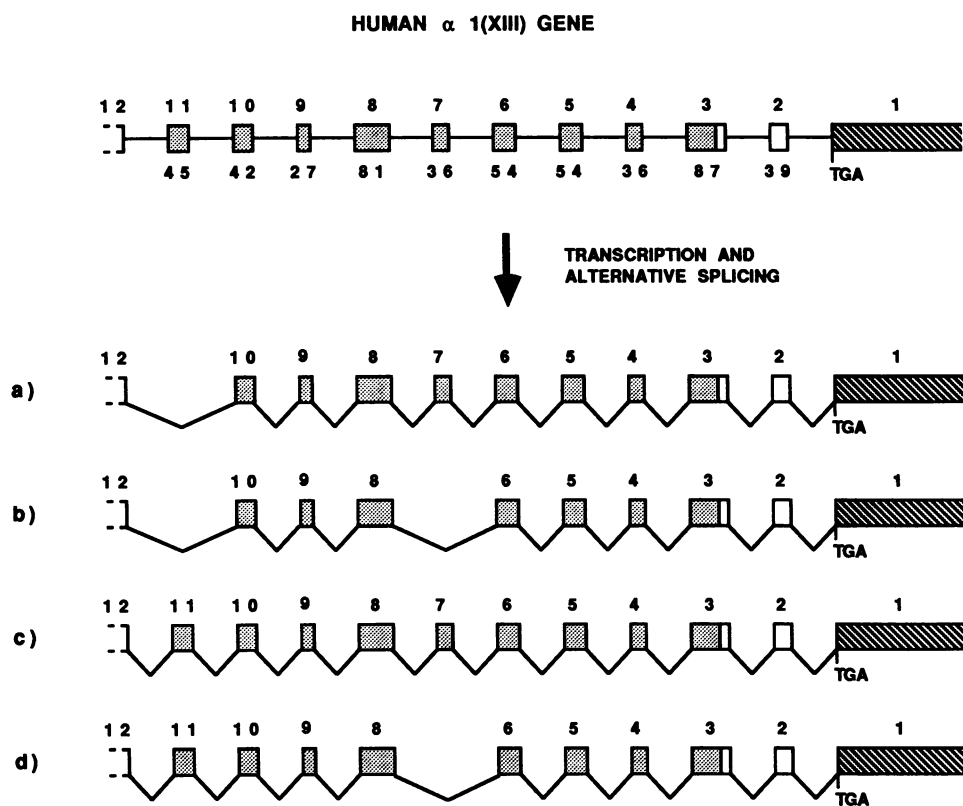 HUMAN α 1(XIII) GENE
12 11 10 9 8 7 6 5 4 3 2 1
45 42 27 81 36 54 54 36 87 39 TGA
TRANSCRIPTION AND
ALTERNATIVE SPLICING
12 10 9 8 7 6 5 4 3 2 1
a)
TGA
12 10 9 8 6 5 4 3 2 1
b)
TGA
12 11 10 9 8 7 6 5 4 3 2 1
c)
TGA
12 11 10 9 8 6 5 4 3 2 1
d)
TGA